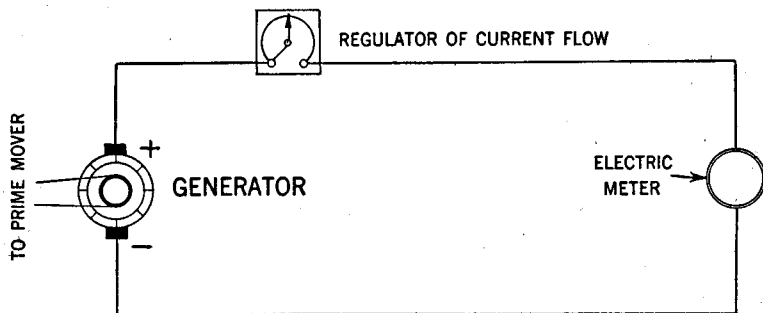 REGULATOR OF CURRENT FLOW
TO PRIME MOVER
+
GENERATOR
−
ELECTRIC
METER